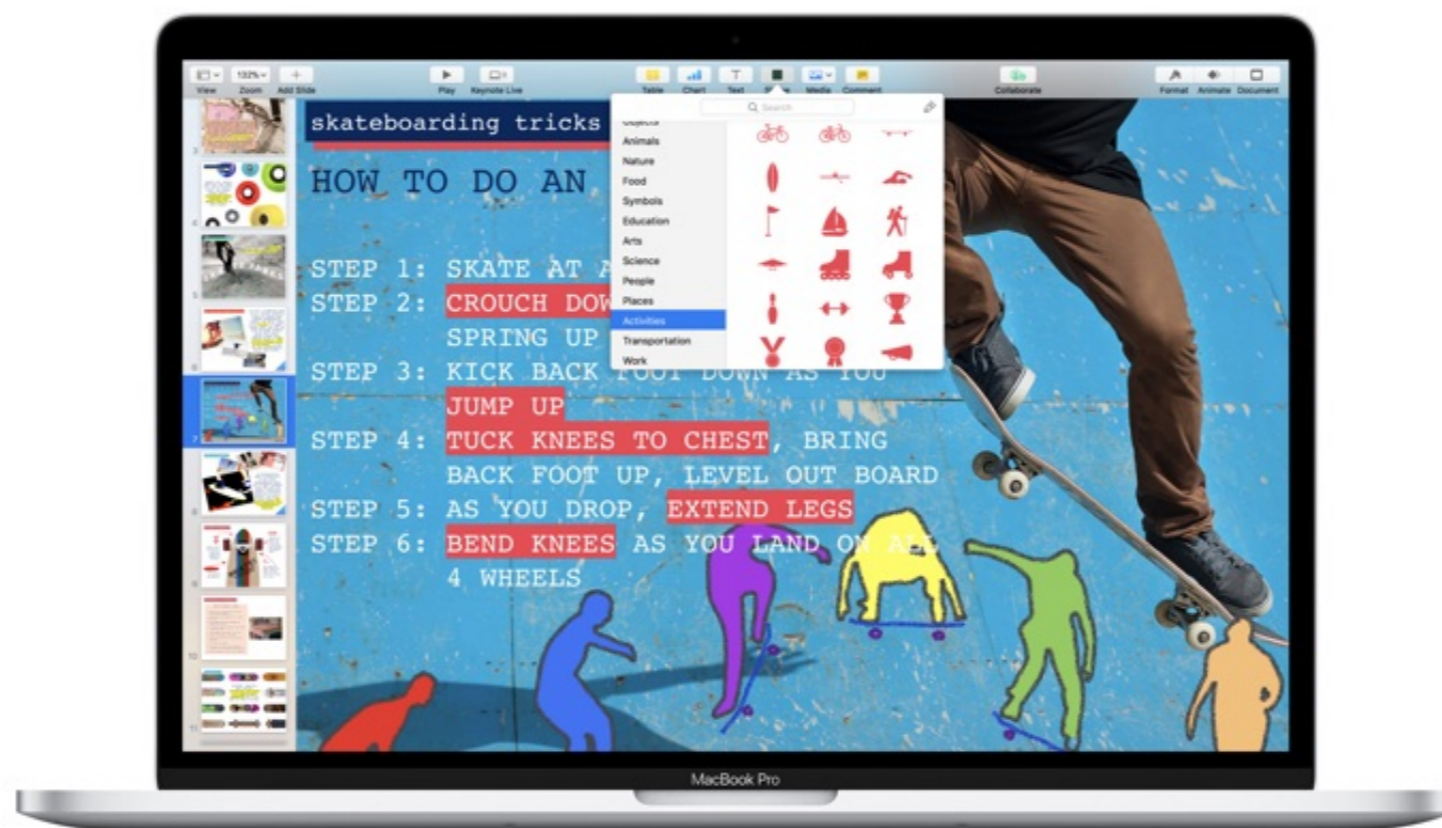 132%
View
Zoom
Add Slide
Play
Keynote Live
Table
Chart
Text
Media
Comment
Collaborate
Format
Animate
Document
Search
Animals
Nature
Food
Symbols
Education
Arts
Science
People
Places
Activities
Transportation
Work
skateboarding tricks
HOW TO DO AN
STEP 1: SKATE AT A
STEP 2: CROUCH DOW
SPRING UP
STEP 3: KICK BACK FOOT DOWN AS YOU
JUMP UP
STEP 4: TUCK KNEES TO CHEST, BRING
BACK FOOT UP, LEVEL OUT BOARD
STEP 5: AS YOU DROP, EXTEND LEGS
STEP 6: BEND KNEES AS YOU LAND ON ALL
4 WHEELS
MacBook Pro